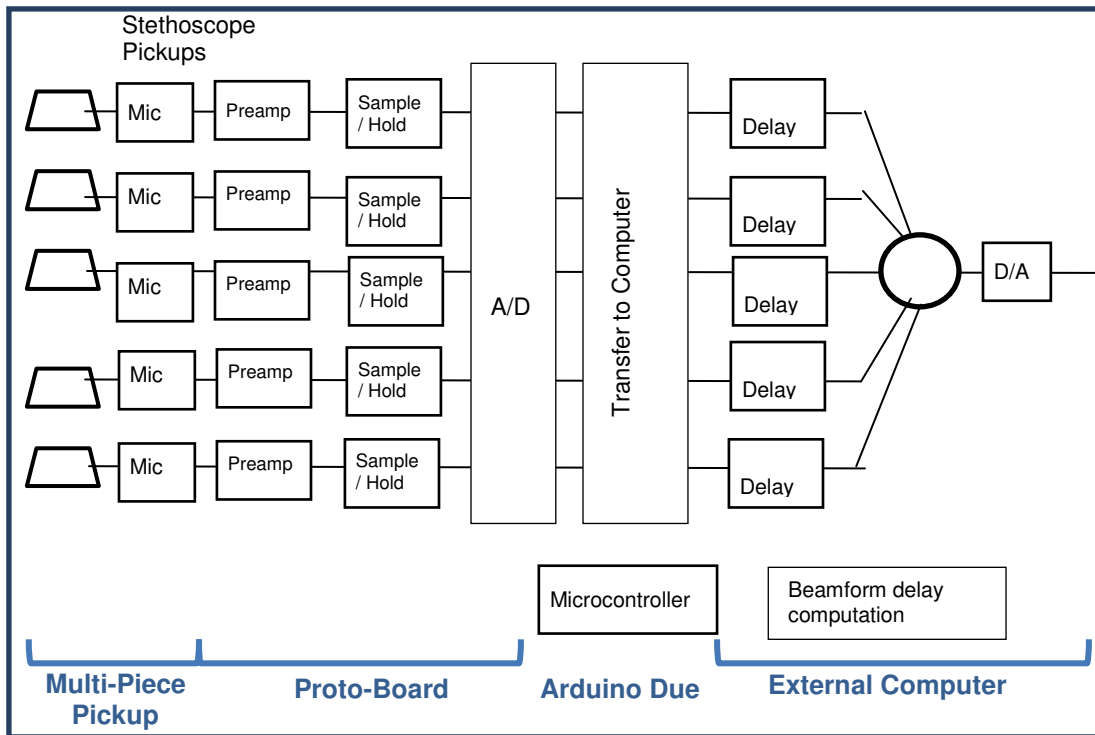 Stethoscope
Pickups
Mic
Preamp
Sample
/ Hold
Delay
Mic
Preamp
Sample
/ Hold
Delay
Mic
Preamp
Sample
/ Hold
Delay
A/D
Transfer to Computer
D/A
Mic
Preamp
Sample
/ Hold
Delay
Mic
Preamp
Sample
/ Hold
Delay
Microcontroller
Beamform delay
computation
Multi-Piece
Pickup
Proto-Board
Arduino Due
External Computer